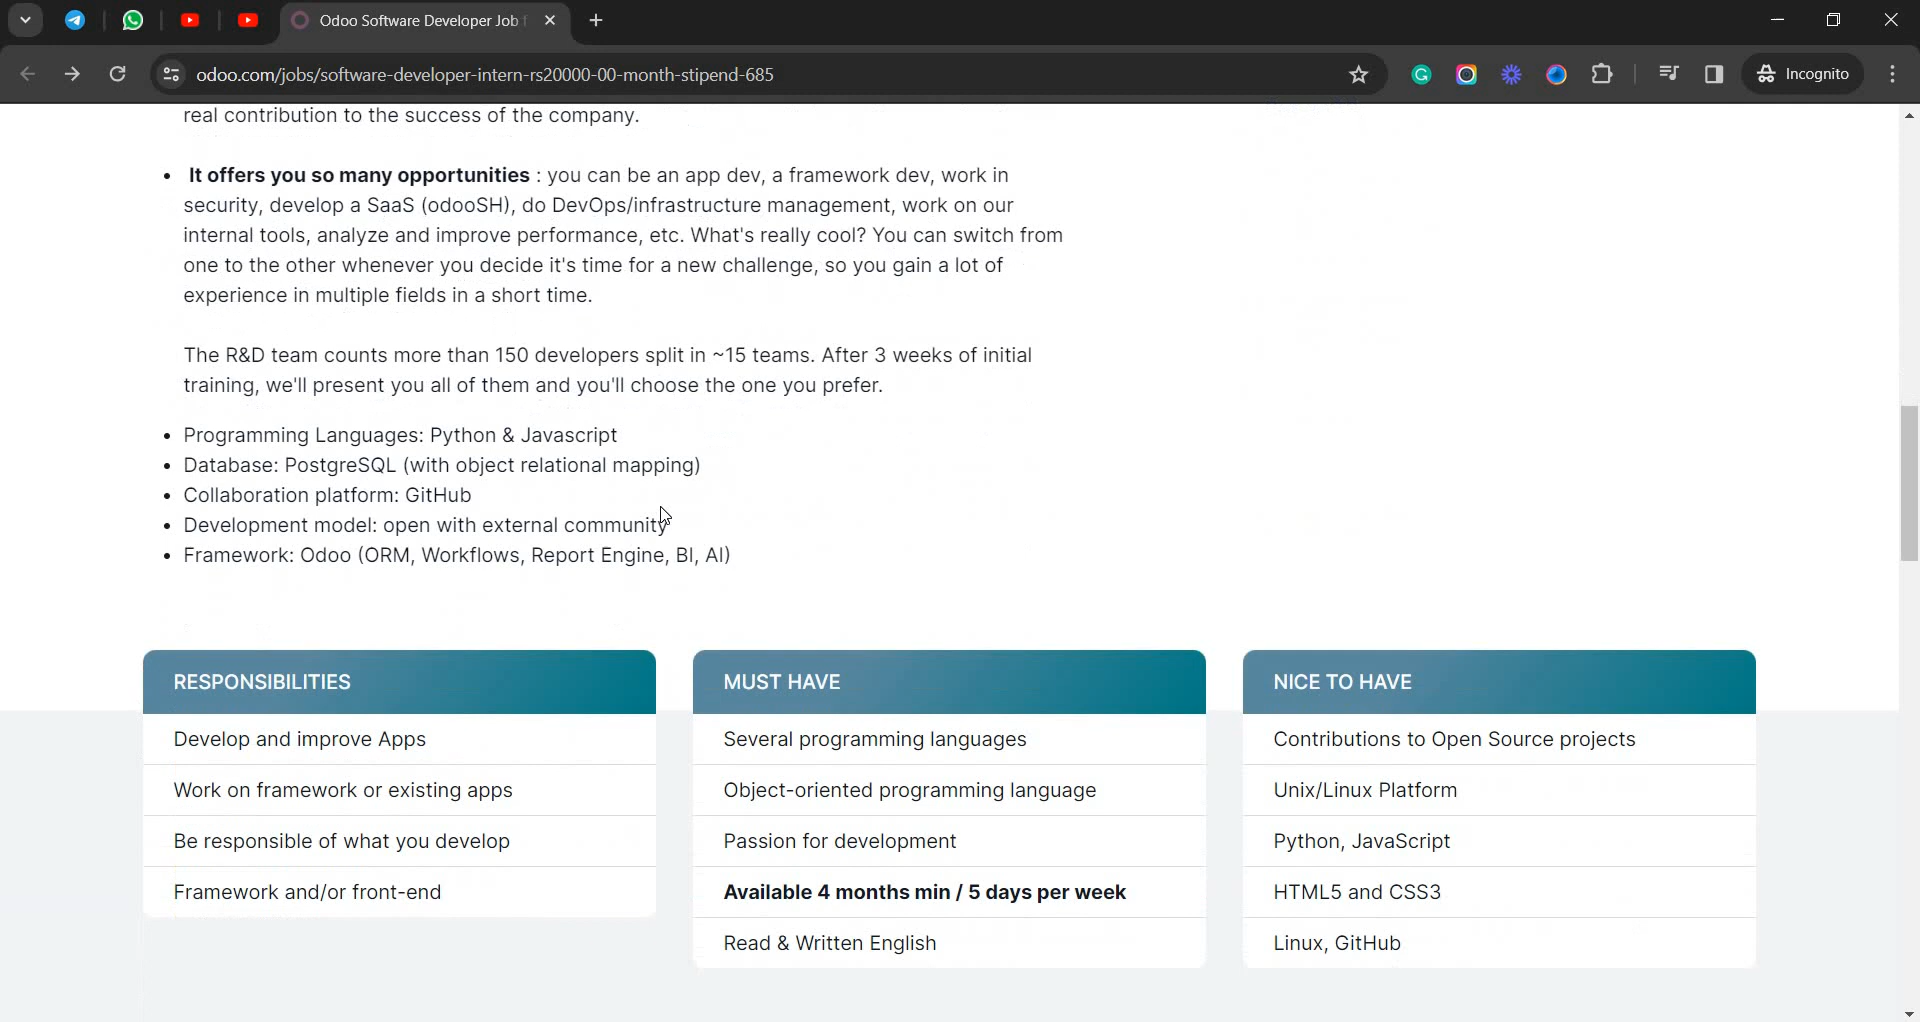 Odoo Software Developer Job
odoo.com/jobs/software-developer-intern-rs20000-00-month-stipend-685
Incognito
real contribution to the success of the company.
• It offers you so many opportunities : you can be an app dev, a framework dev, work in
security, develop a SaaS (odooSH), do DevOps/infrastructure management, work on our
internal tools, analyze and improve performance, etc. What's really cool? You can switch from
one to the other whenever you decide it's time for a new challenge, so you gain a lot of
experience in multiple fields in a short time.
The R&D team counts more than 150 developers split in ~15 teams. After 3 weeks of initial
training, we'll present you all of them and you'll choose the one you prefer.
• Programming Languages: Python & Javascript
• Database: PostgreSQL (with object relational mapping)
• Collaboration platform: GitHub
• Development model: open with external community
• Framework: Odoo (ORM, Workflows, Report Engine, BI, AI)
RESPONSIBILITIES
Develop and improve Apps
Work on framework or existing apps
Be responsible of what you develop
Framework and/or front-end
MUST HAVE
Several programming languages
Object-oriented programming language
Passion for development
Available 4 months min / 5 days per week
Read & Written English
NICE TO HAVE
Contributions to Open Source projects
Unix/Linux Platform
Python, JavaScript
HTML5 and CSS3
Linux, GitHub